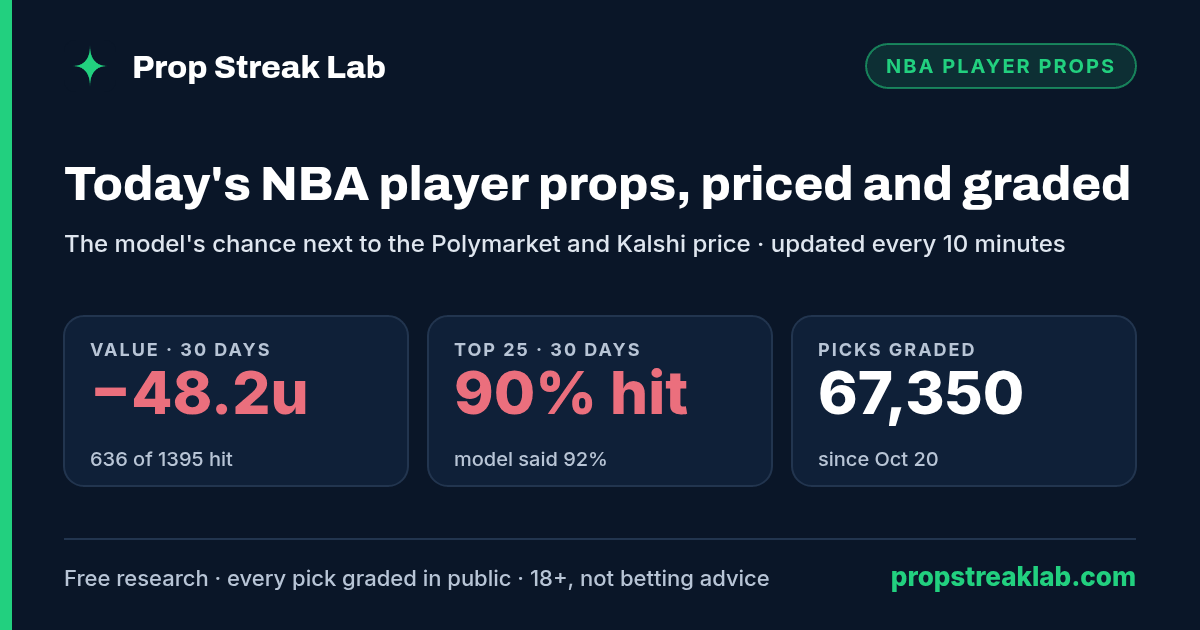 Prop Streak Lab
NBA PLAYER PROPS
Today's NBA player props, priced and graded
The model's chance next to the Polymarket and Kalshi price · updated every 10 minutes
VALUE · 30 DAYS
−48.2u
636 of 1395 hit
TOP 25 · 30 DAYS
90% hit
model said 92%
PICKS GRADED
67,350
since Oct 20
Free research · every pick graded in public · 18+, not betting advice
propstreaklab.com